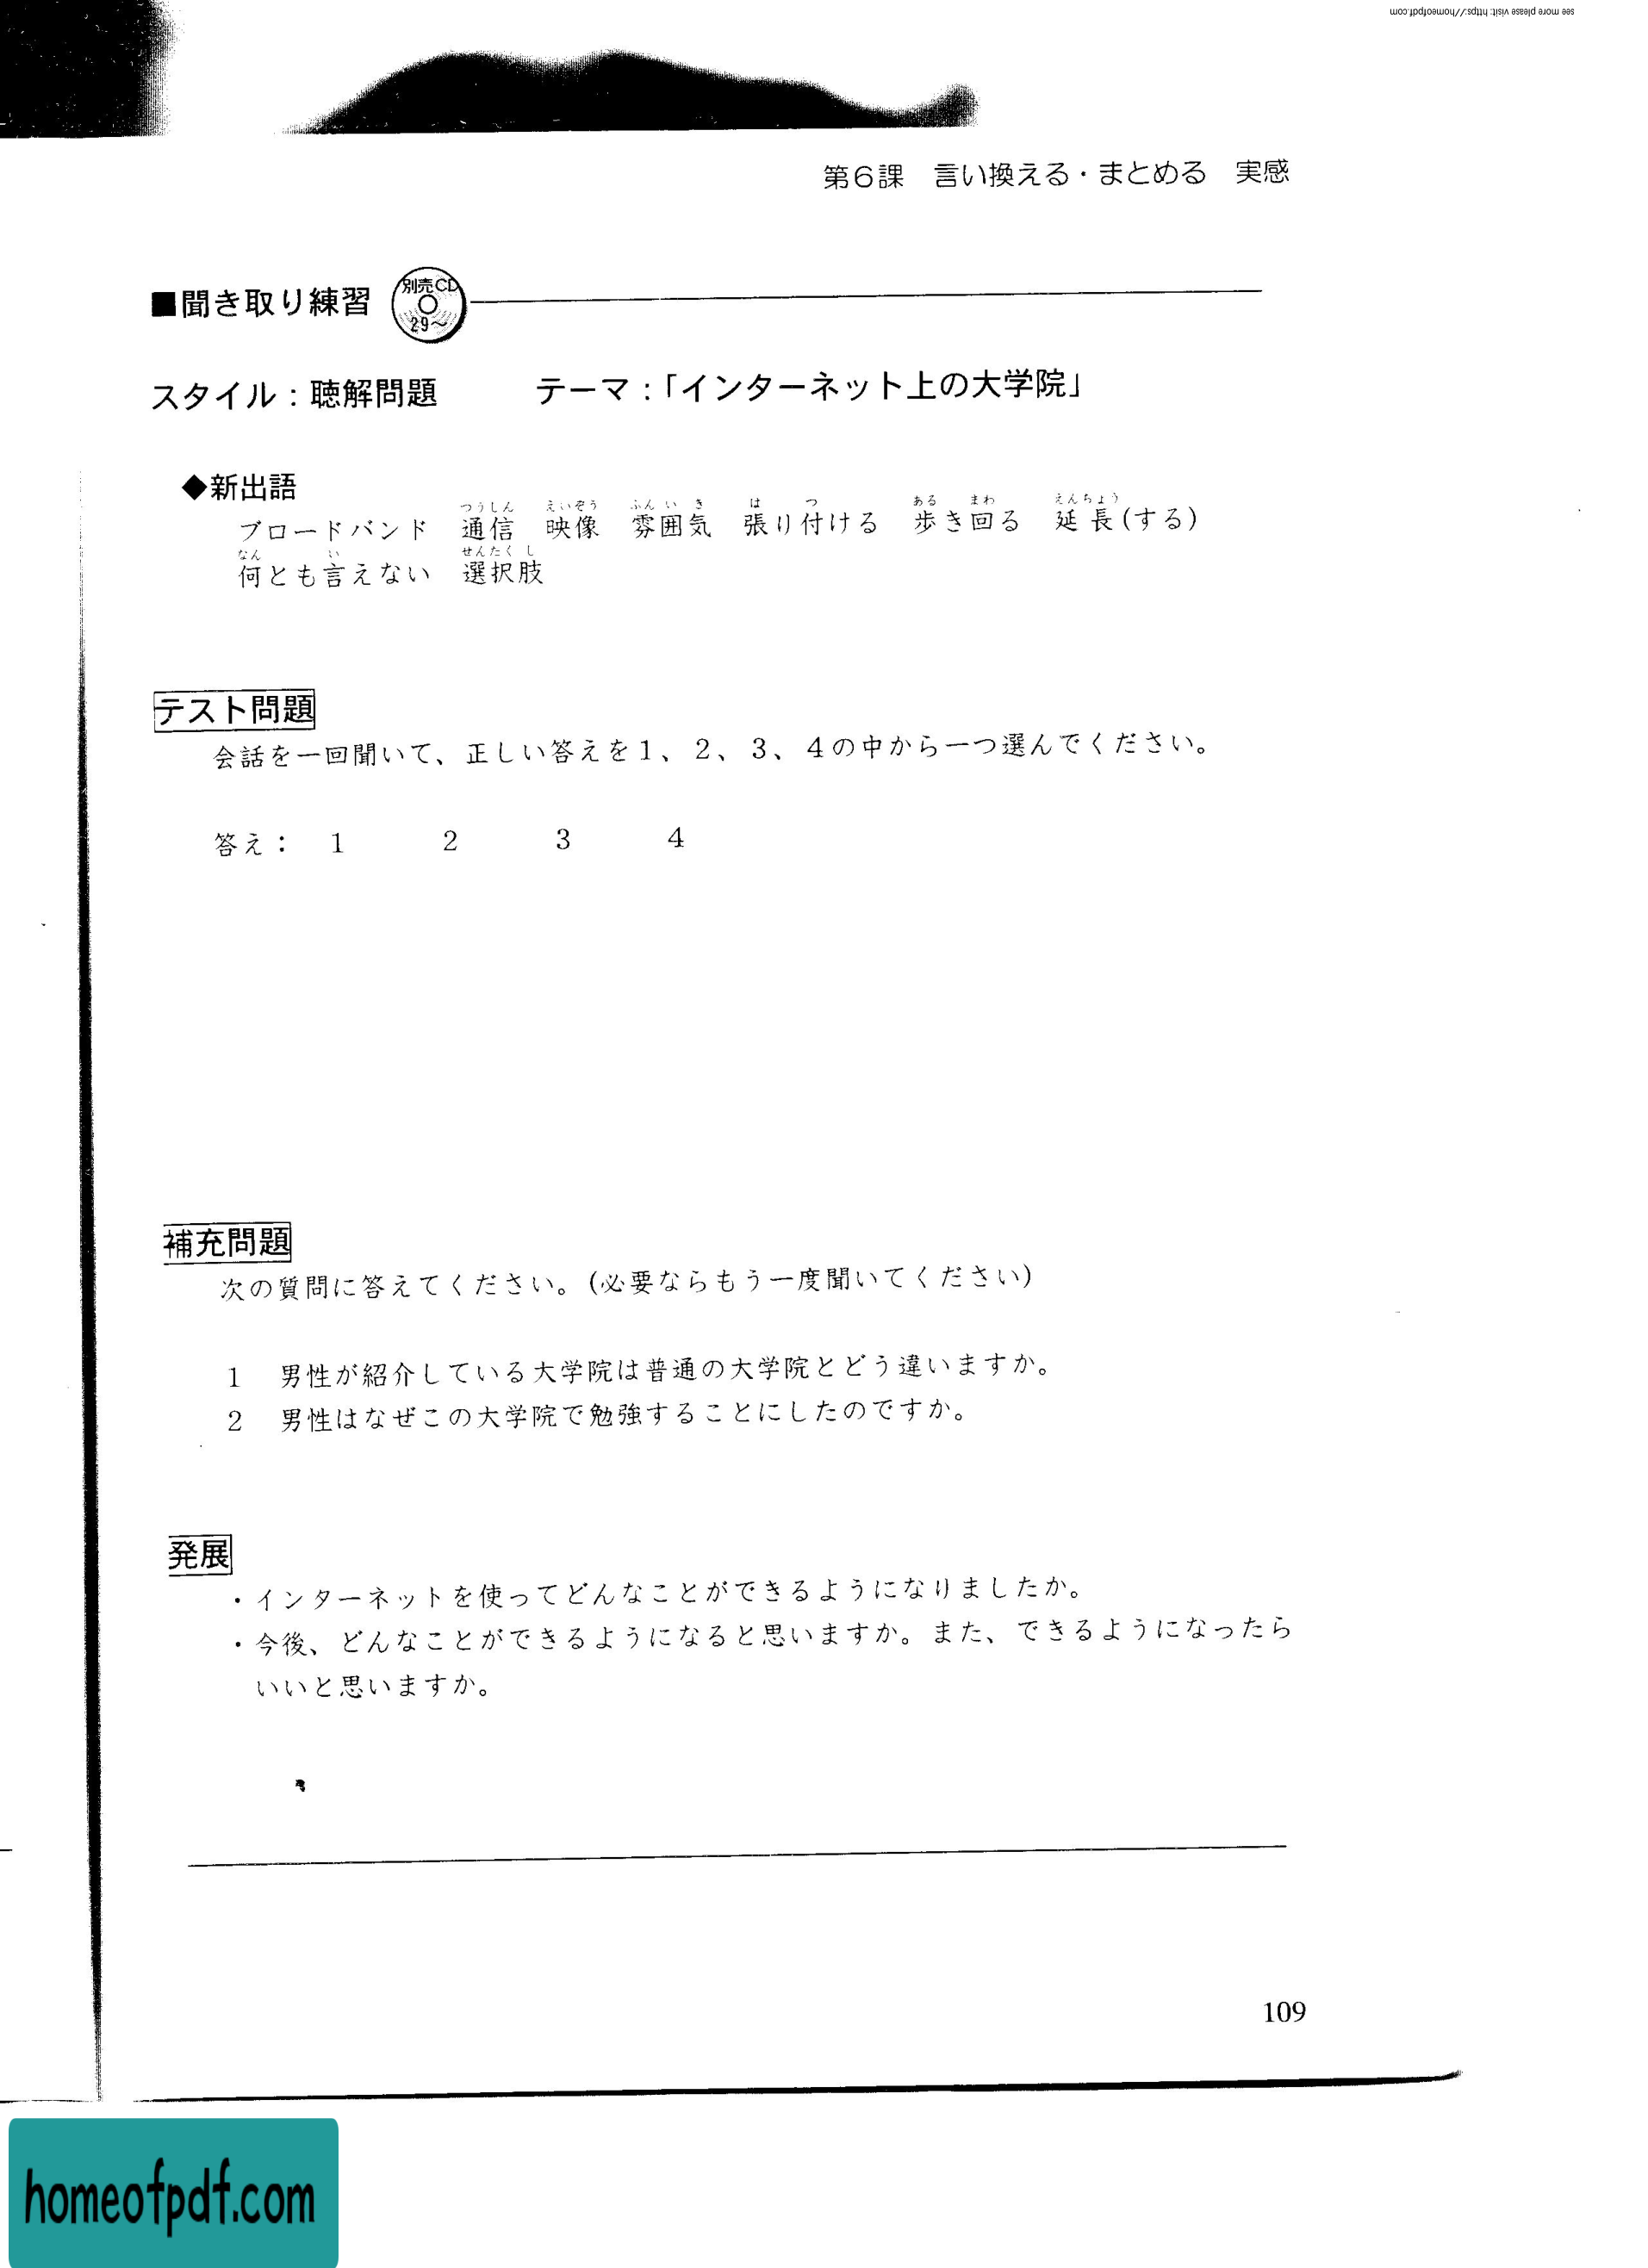 see more please visit: https://homeofpdf.com
第6課　言い換える・まとめる　実感
■聞き取り練習 別売CD 29～
スタイル：聴解問題　　テーマ：「インターネット上の大学院」
◆新出語
つうしん　えいぞう　ふんいき　は　つ　ある　まわ　えんちょう
ブロードバンド　通信　映像　雰囲気　張り付ける　歩き回る　延長(する)
なん　い　せんたくし
何とも言えない　選択肢
テスト問題
会話を一回聞いて、正しい答えを1、2、3、4の中から一つ選んでください。
答え：　1　　2　　3　　4
補充問題
次の質問に答えてください。(必要ならもう一度聞いてください)
1　男性が紹介している大学院は普通の大学院とどう違いますか。
2　男性はなぜこの大学院で勉強することにしたのですか。
発展
・インターネットを使ってどんなことができるようになりましたか。
・今後、どんなことができるようになると思いますか。また、できるようになったら
いいと思いますか。
109
homeofpdf.com